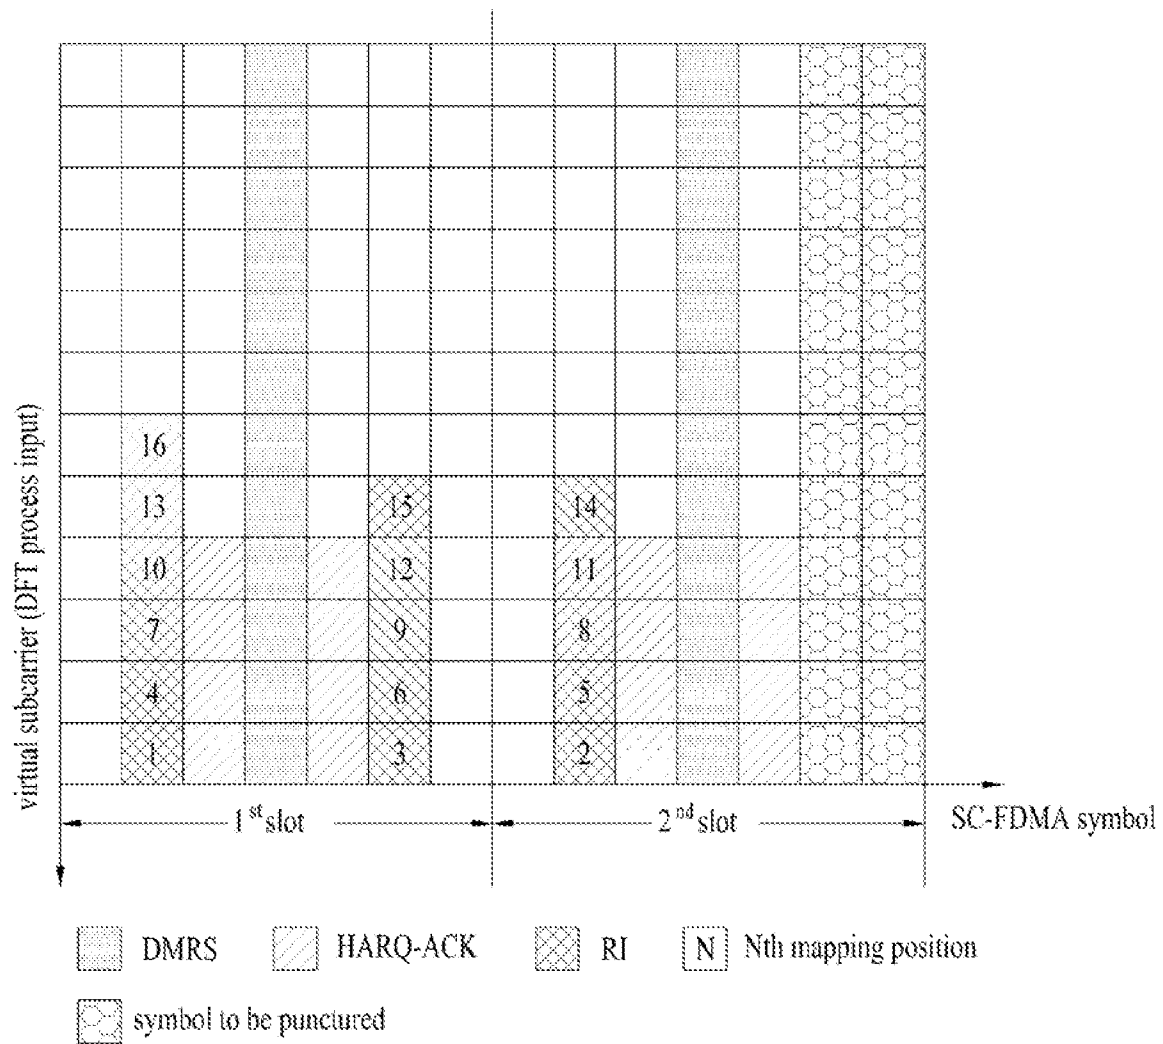 virtual subcarrier (DFT process input)
16
13 15 14
10 12 11
7 9 8
4 6 5
1 3 2
1st slot 2nd slot SC-FDMA symbol
DMRS HARQ-ACK RI N Nth mapping position
symbol to be punctured